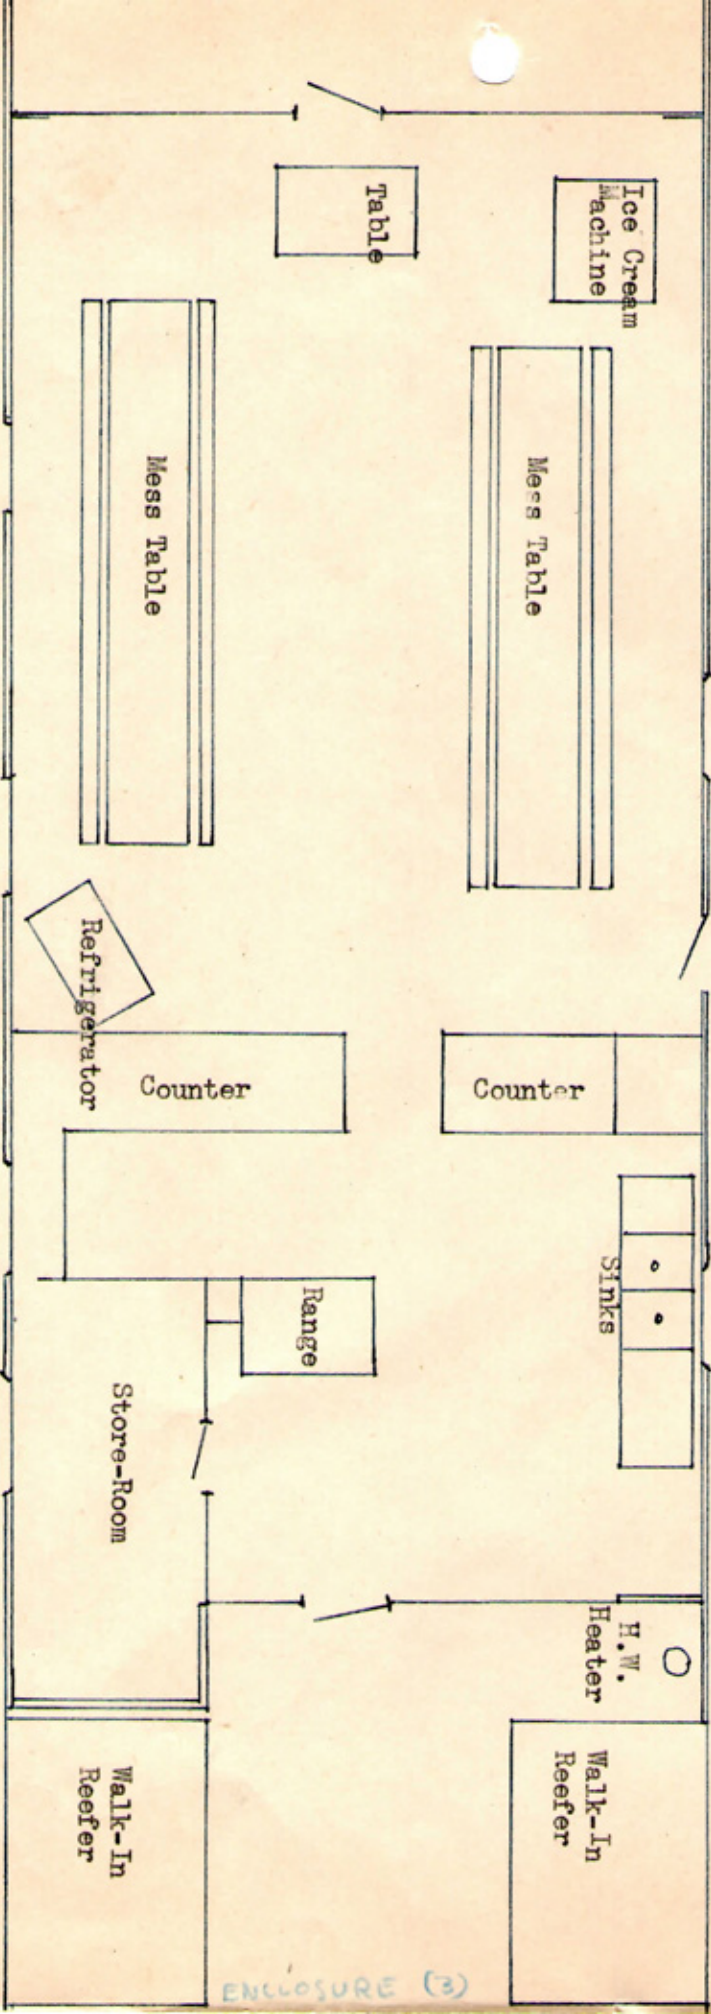 Ice Cream
Machine
Table
Mess Table
Mess Table
Refrigerator
Counter
Counter
Sinks
Range
Store-Room
H.W.
Heater
Walk-In
Reefer
Walk-In
Reefer
ENCLOSURE (3)